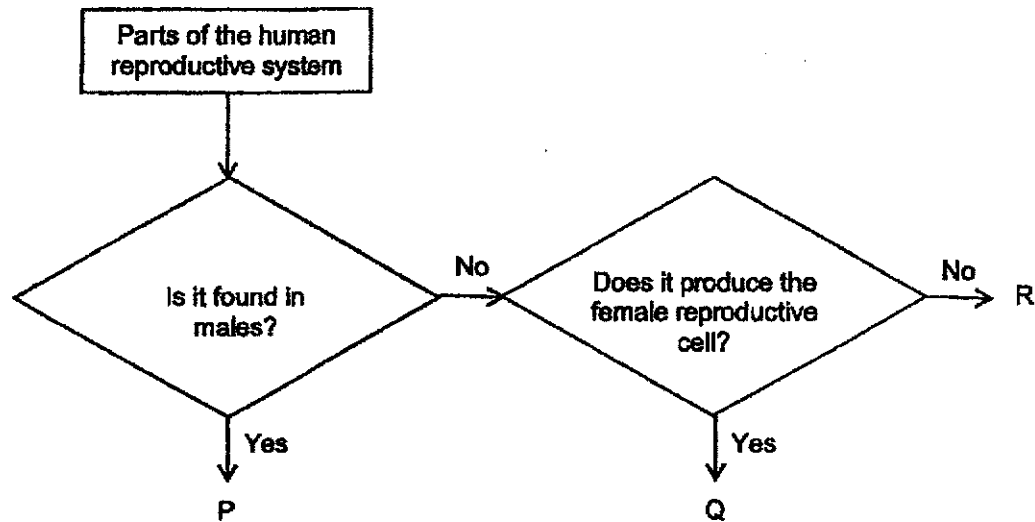 Parts of the human
reproductive system
Is it found in
males?
No
Does it produce the
female reproductive
cell?
No
R
Yes
P
Yes
Q